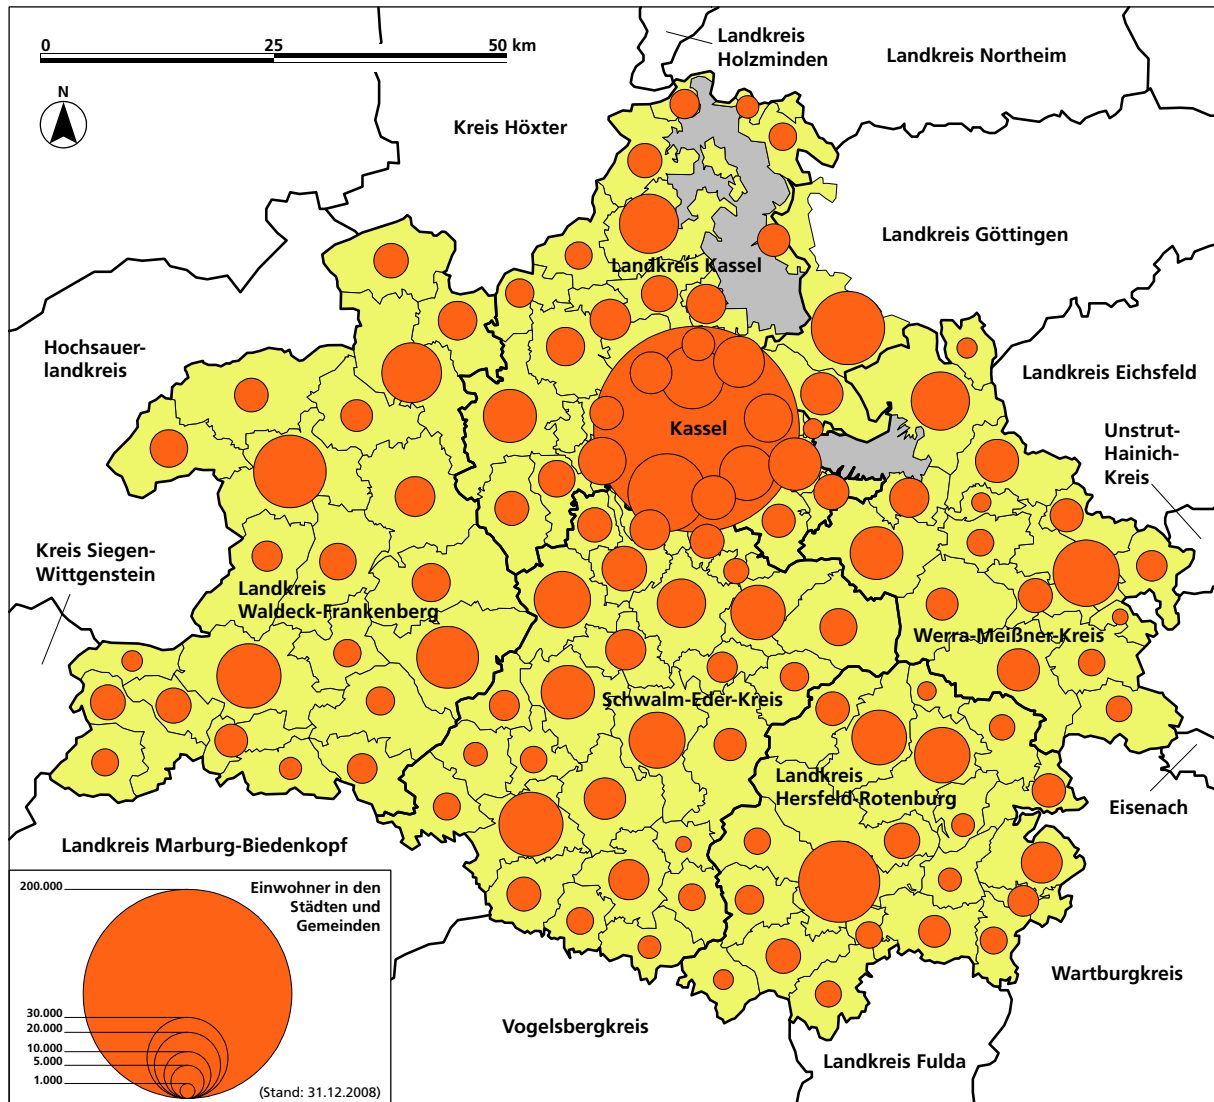 0 25 50 km
N
Landkreis
Holzminden
Landkreis Northeim
Kreis Höxter
Landkreis Göttingen
Landkreis Kassel
Hochsauer-
landkreis
Landkreis Eichsfeld
Kassel
Unstrut-
Hainich-
Kreis
Kreis Siegen-
Wittgenstein
Landkreis
Waldeck-Frankenberg
Werra-Meißner-Kreis
Schwalm-Eder-Kreis
Landkreis
Hersfeld-Rotenburg
Eisenach
Landkreis Marburg-Biedenkopf
Wartburgkreis
Vogelsbergkreis
Landkreis Fulda
Einwohner in den
Städten und
Gemeinden
200.000
30.000
20.000
10.000
5.000
1.000
(Stand: 31.12.2008)